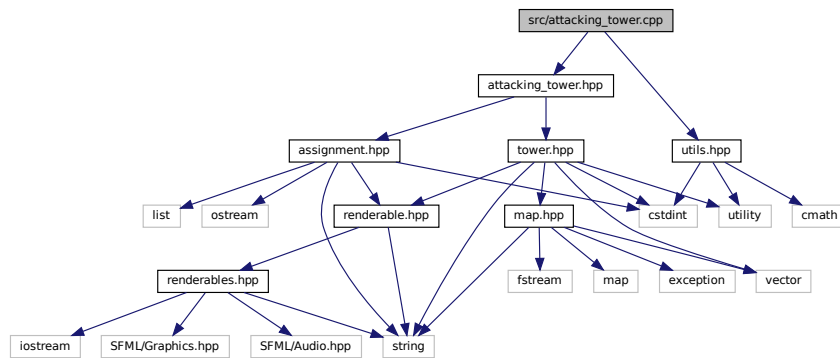 src/attacking_tower.cpp
attacking_tower.hpp
assignment.hpp
tower.hpp
utils.hpp
list
ostream
renderable.hpp
map.hpp
cstdint
utility
cmath
renderables.hpp
fstream
map
exception
vector
iostream
SFML/Graphics.hpp
SFML/Audio.hpp
string